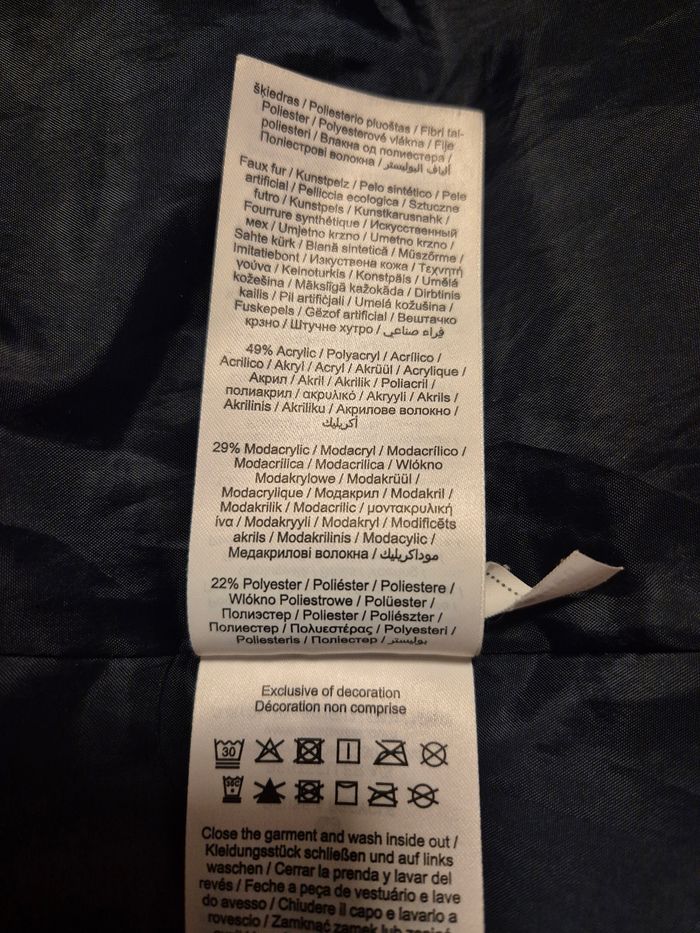 šķiedras / Poliesterio pluoštas / Fibri tal-
Poliester / Polyesterové vlákna / Fije
poliesteri / Влакна од полиестера /
Поліестрові волокна / ألياف البوليستر
Faux fur / Kunstpelz / Pelo sintético / Pele
artificial / Pelliccia ecologica / Sztuczne
futro / Kunstpels / Kunstkarusnahk /
Fourrure synthétique / Искусственный
мех / Umjetno krzno / Umetno krzno /
Sahte kürk / Blană sintetică / Műszőrme /
Imitatiebont / Изкуствена кожа / Τεχνητή
γούνα / Keinoturkis / Konstpäls / Umělá
kožešina / Mākslīgā kažokāda / Dirbtinis
kailis / Pil artifiċjali / Umelá kožušina /
Fuskepels / Gëzof artificial / Вештачко
крзно / Штучне хутро / فراء صناعي
49% Acrylic / Polyacryl / Acrílico /
Acrilico / Akryl / Acryl / Akrüül / Acrylique /
Акрил / Akril / Akrilik / Poliacril /
полиакрил / ακρυλικό / Akryyli / Akrils /
Akrilinis / Akriliku / Акрилове волокно /
أكريليك
29% Modacrylic / Modacryl / Modacrílico /
Modacrilica / Modacrilica / Włókno
Modakrylowe / Modakrüül /
Modacrylique / Модакрил / Modakril /
Modakrilik / Modacrilic / μοντακρυλική
ίνα / Modakryyli / Modakryl / Modificēts
akrils / Modakrilinis / Modacylic /
Медакрилові волокна / موداكريليك
22% Polyester / Poliéster / Poliestere /
Włókno Poliestrowe / Polüester /
Полиэстер / Poliester / Poliészter /
Полиестер / Πολυεστέρας / Polyesteri /
Poliesteris / Поліестер / بوليستر
Exclusive of decoration
Décoration non comprise
30
Close the garment and wash inside out /
Kleidungsstück schließen und auf links
waschen / Cerrar la prenda y lavar del
revés / Feche a peça de vestuário e lave
do avesso / Chiudere il capo e lavarlo a
rovescio / Zamknąć zamek lub zapięcie